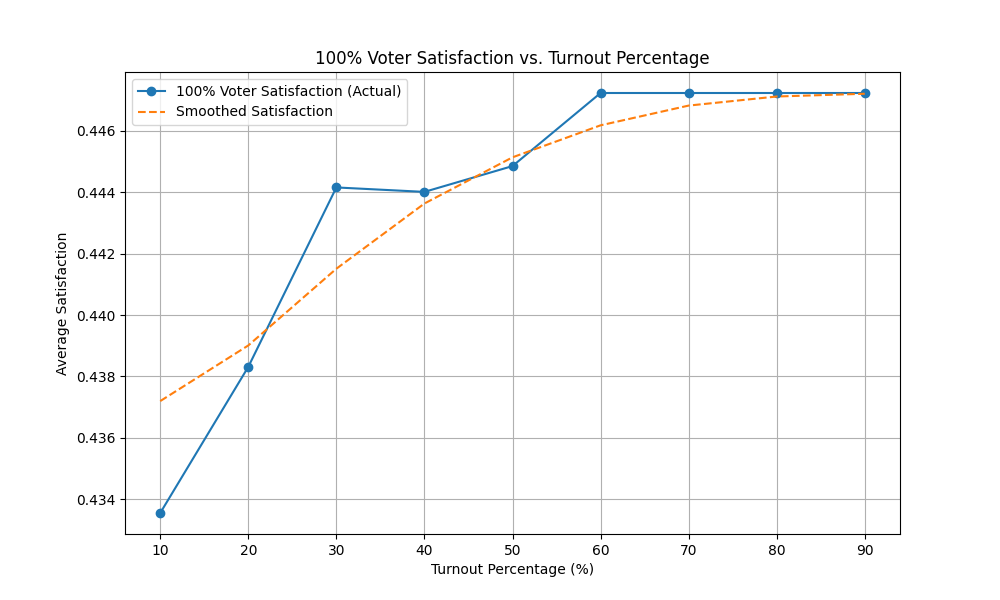 100% Voter Satisfaction vs. Turnout Percentage
100% Voter Satisfaction (Actual)
Smoothed Satisfaction
Average Satisfaction
0.446
0.444
0.442
0.440
0.438
0.436
0.434
10 20 30 40 50 60 70 80 90
Turnout Percentage (%)